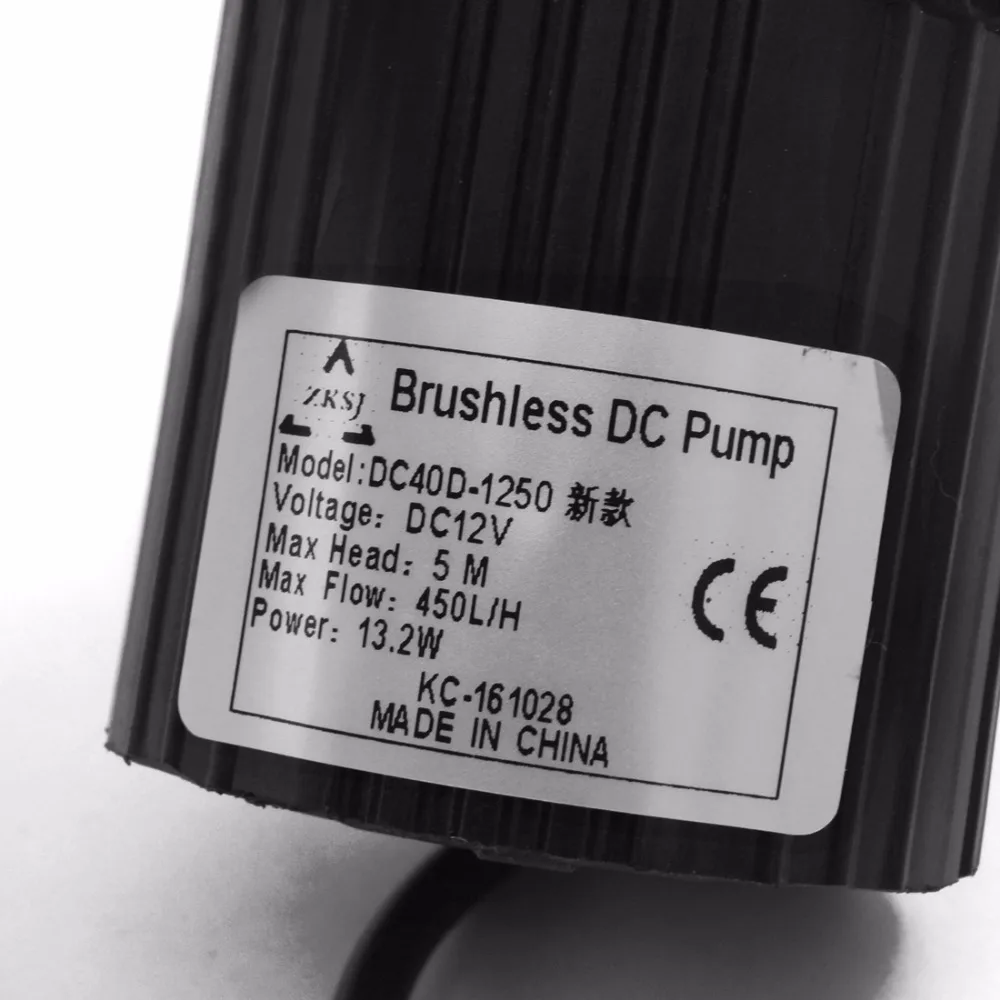 ZKSJ
Brushless DC Pump
Model:DC40D-1250 新款
Voltage: DC12V
Max Head: 5 M
Max Flow: 450L/H
Power: 13.2W
CE
KC-161028
MADE IN CHINA